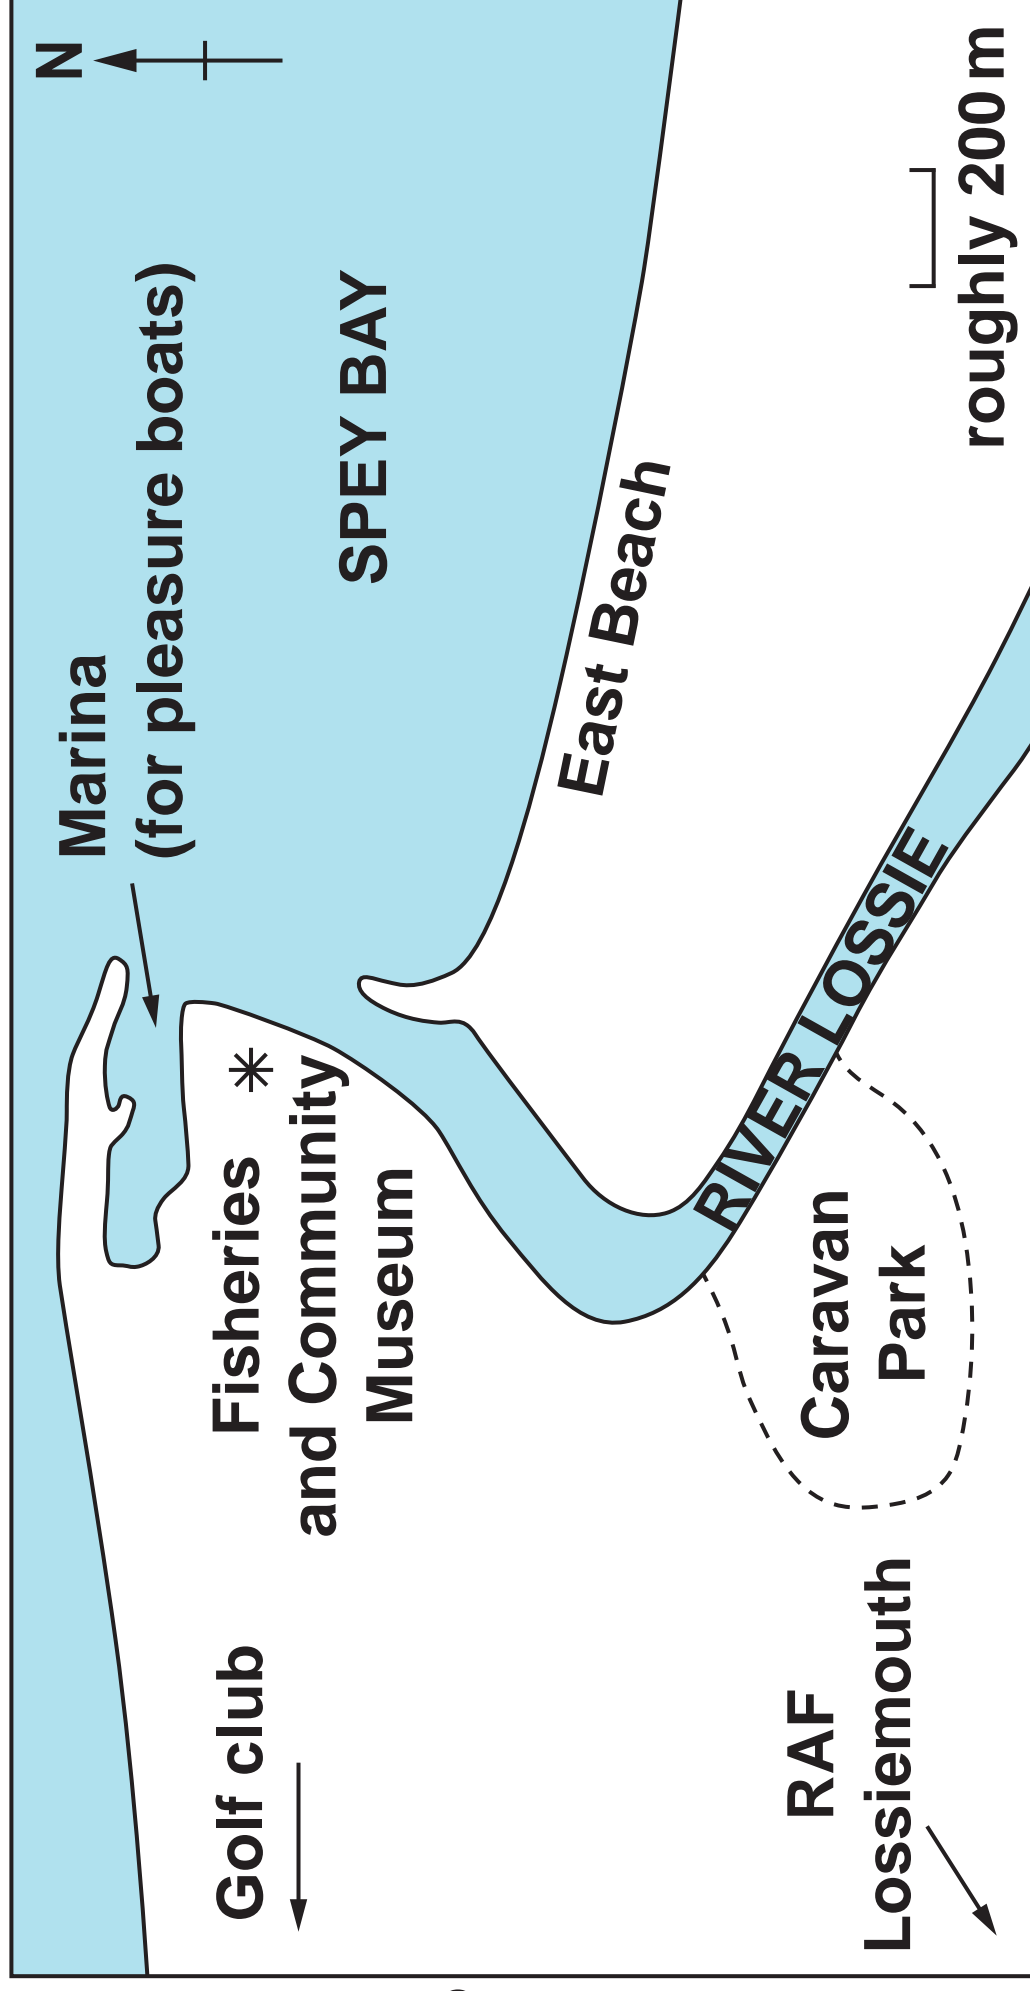 N
Marina
(for pleasure boats)
SPEY BAY
East Beach
roughly 200 m
RIVER LOSSIE
Fisheries
and Community
Museum
Caravan
Park
Golf club
RAF
Lossiemouth